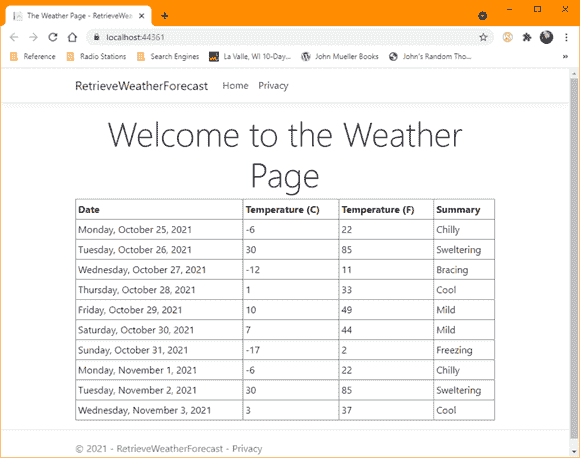 The Weather Page - RetrieveWeat
localhost:44361
Reference Radio Stations Search Engines La Valle, WI 10-Day... John Mueller Books John's Random Tho... »
RetrieveWeatherForecast Home Privacy
Welcome to the Weather
Page
Date Temperature (C) Temperature (F) Summary
Monday, October 25, 2021 -6 22 Chilly
Tuesday, October 26, 2021 30 85 Sweltering
Wednesday, October 27, 2021 -12 11 Bracing
Thursday, October 28, 2021 1 33 Cool
Friday, October 29, 2021 10 49 Mild
Saturday, October 30, 2021 7 44 Mild
Sunday, October 31, 2021 -17 2 Freezing
Monday, November 1, 2021 -6 22 Chilly
Tuesday, November 2, 2021 30 85 Sweltering
Wednesday, November 3, 2021 3 37 Cool
© 2021 - RetrieveWeatherForecast - Privacy